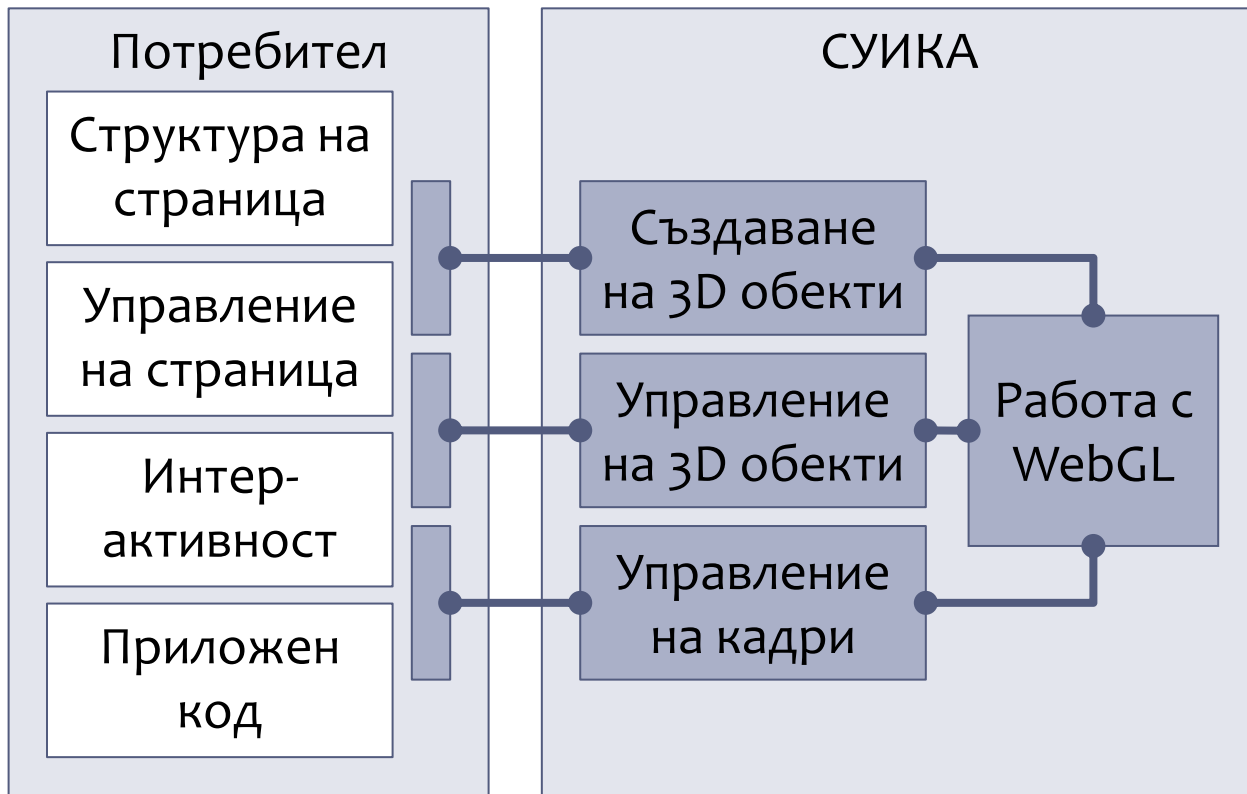 Потребител
Структура на
страница
Управление
на страница
Интер-
активност
Приложен
код
СУИКА
Създаване
на 3D обекти
Управление
на 3D обекти
Управление
на кадри
Работа с
WebGL